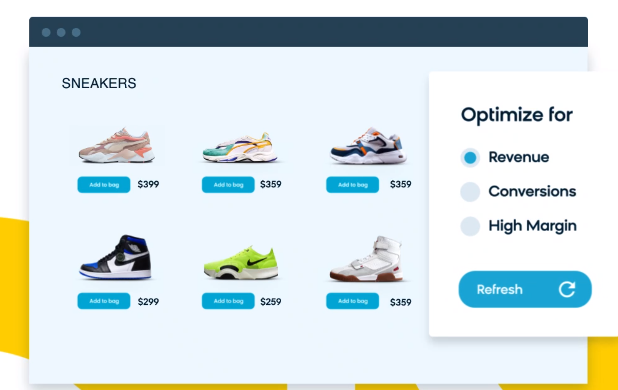 SNEAKERS
Add to bag $399
Add to bag $359
Add to bag $359
Add to bag $299
Add to bag $259
Add to bag $359
Optimize for
Revenue
Conversions
High Margin
Refresh